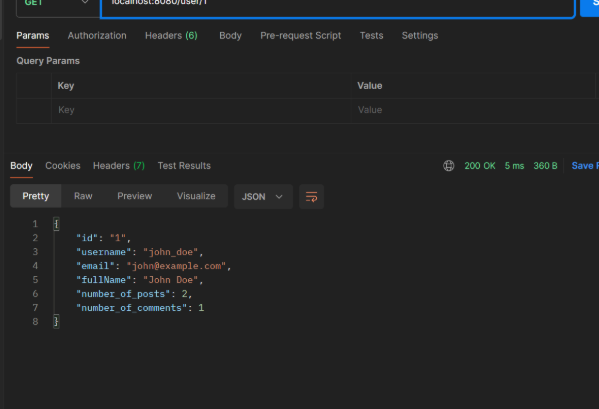 GET localhost:8080/user/1
Params Authorization Headers (6) Body Pre-request Script Tests Settings
Query Params
Key Value
Key Value
Body Cookies Headers (7) Test Results 200 OK 5 ms 360 B Save
Pretty Raw Preview Visualize JSON
1 {
2 "id": "1",
3 "username": "john_doe",
4 "email": "john@example.com",
5 "fullName": "John Doe",
6 "number_of_posts": 2,
7 "number_of_comments": 1
8 }